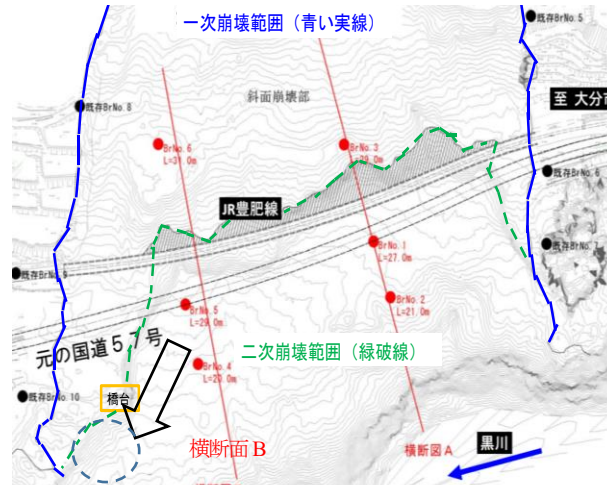 一次崩壊範囲（青い実線）
既存BrNo.5
既存BrNo.8
斜面崩壊部
至 大分市
BrNo.6
L=31.0m
BrNo.3
JR豊肥線
既存BrNo.6
BrNo.1
L=27.0m
既存BrNo.9
BrNo.2
L=21.0m
BrNo.5
L=29.0m
元の国道57号
二次崩壊範囲（緑破線）
BrNo.4
L=20.0m
既存BrNo.10
橋台
横断面B
横断図A
黒川